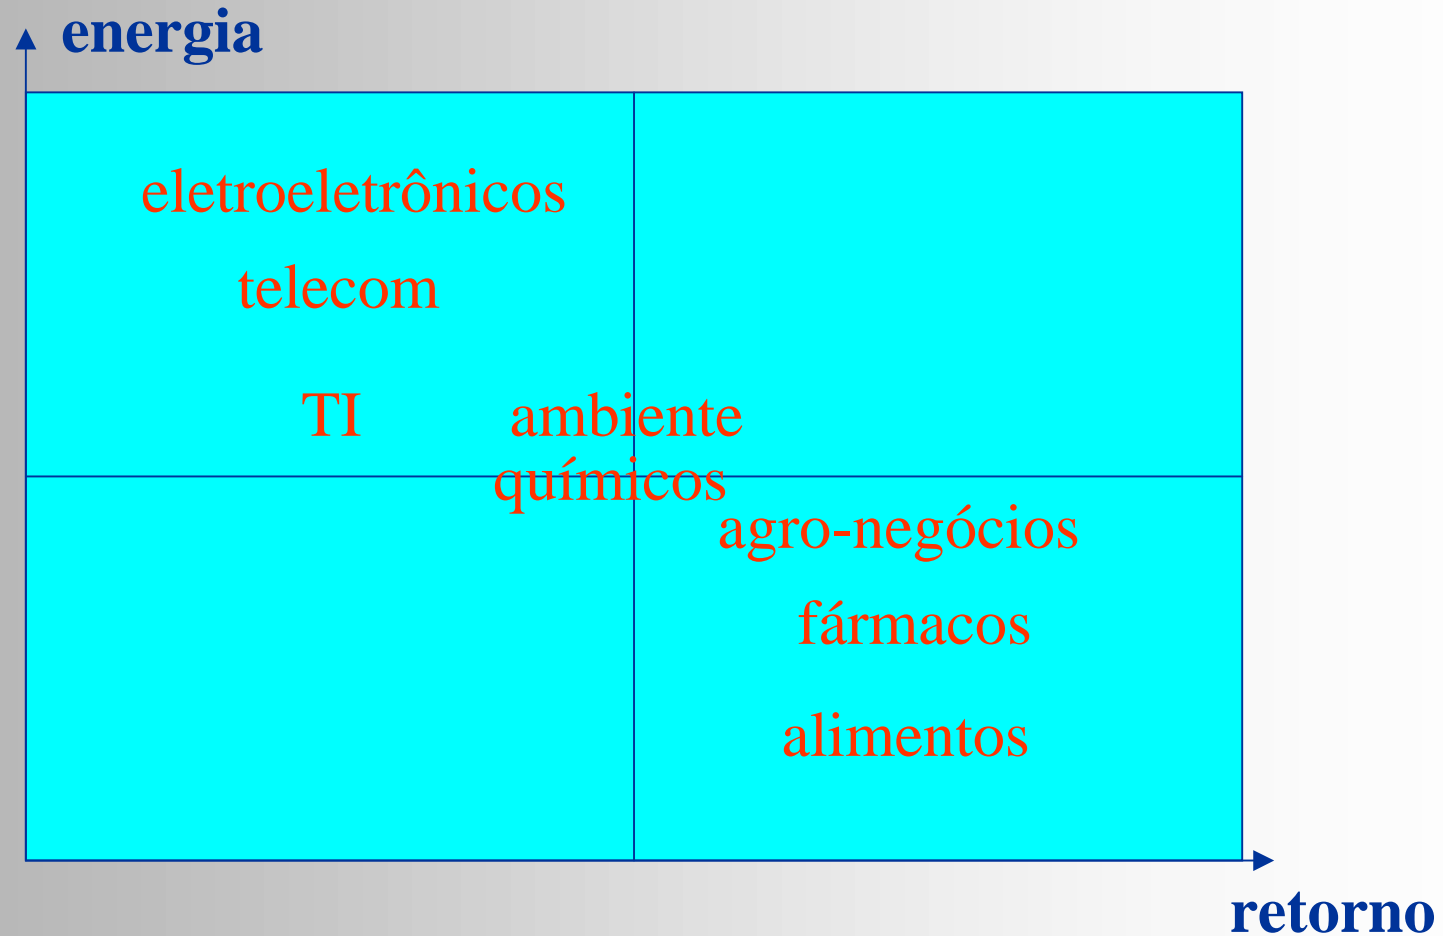 energia
eletroeletrônicos
telecom
TI ambiente
químicos
agro-negócios
fármacos
alimentos
retorno